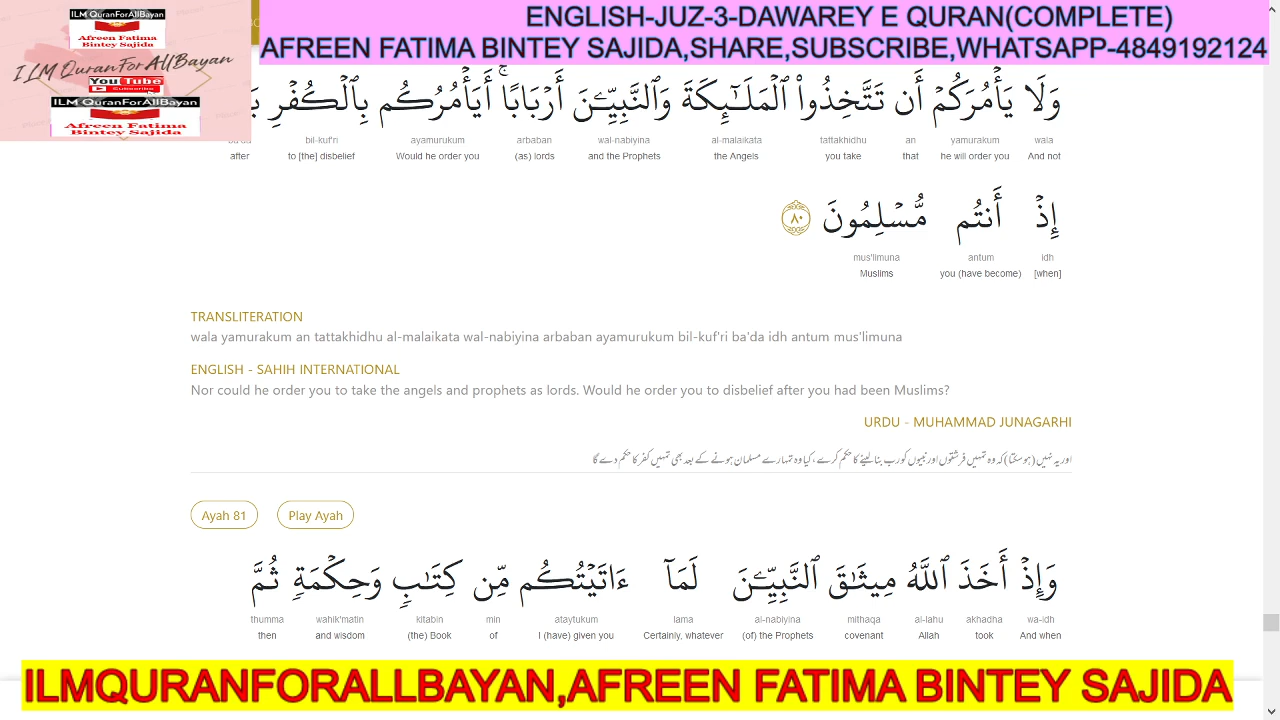 ILM QuranForAllBayan
Afreen Fatima
Bintey Sajida
ILM QuranForAllBayan
You Tube
Subscribe
ILM QuranForAllBayan
Afreen Fatima
Bintey Sajida
ENGLISH-JUZ-3-DAWAREY E QURAN(COMPLETE)
AFREEN FATIMA BINTEY SAJIDA,SHARE,SUBSCRIBE,WHATSAPP-4849192124
وَلَا يَأْمُرَكُمْ أَن تَتَّخِذُوا۟ ٱلْمَلَـٰٓئِكَةَ وَٱلنَّبِيِّـۧنَ أَرْبَابًا ۗ أَيَأْمُرُكُم بِٱلْكُفْرِ
wala yamurakum an tattakhidhu al-malaikata wal-nabiyina arbaban ayamurukum bil-kuf'ri ba'da
And not he will order you that you take the Angels and the Prophets (as) lords Would he order you to [the] disbelief after
إِذْ أَنتُم مُّسْلِمُونَ ٨٠
idh antum mus'limuna
[when] you (have become) Muslims
TRANSLITERATION
wala yamurakum an tattakhidhu al-malaikata wal-nabiyina arbaban ayamurukum bil-kuf'ri ba'da idh antum mus'limuna
ENGLISH - SAHIH INTERNATIONAL
Nor could he order you to take the angels and prophets as lords. Would he order you to disbelief after you had been Muslims?
URDU - MUHAMMAD JUNAGARHI
اور یہ نہیں (ہو سکتا) کہ وه تمہیں فرشتوں اور نبیوں کو رب بنا لینے کا حکم کرے، کیا وه تمہارے مسلمان ہونے کے بعد بھی تمہیں کفر کا حکم دے گا
Ayah 81 Play Ayah
وَإِذْ أَخَذَ ٱللَّهُ مِيثَـٰقَ ٱلنَّبِيِّـۧنَ لَمَآ ءَاتَيْتُكُم مِّن كِتَـٰبٍ وَحِكْمَةٍ ثُمَّ
wa-idh akhadha al-lahu mithaqa al-nabiyina lama ataytukum min kitabin wahik'matin thumma
And when took Allah covenant (of) the Prophets Certainly, whatever I (have) given you of (the) Book and wisdom then
ILMQURANFORALLBAYAN,AFREEN FATIMA BINTEY SAJIDA